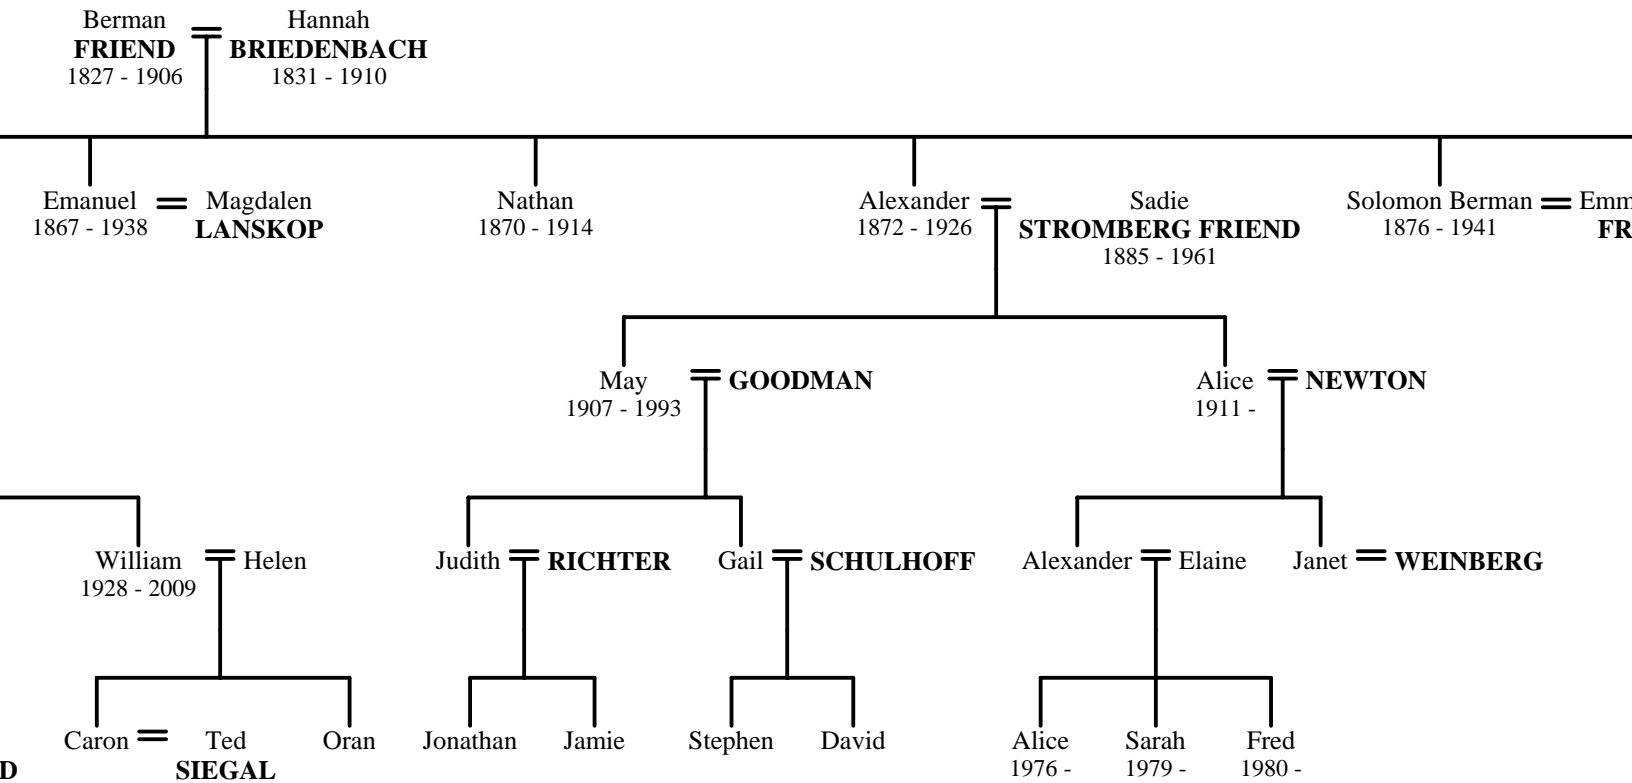 Berman
FRIEND
1827 - 1906
Hannah
BRIEDENBACH
1831 - 1910
Emanuel
1867 - 1938
Magdalen
LANSKOP
Nathan
1870 - 1914
Alexander
1872 - 1926
Sadie
STROMBERG FRIEND
1885 - 1961
Solomon Berman
1876 - 1941
Emm
FR
May
1907 - 1993
GOODMAN
Alice
1911 -
NEWTON
William
1928 - 2009
Helen
Judith
RICHTER
Gail
SCHULHOFF
Alexander
Elaine
Janet
WEINBERG
D
Caron
Ted
SIEGAL
Oran
Jonathan
Jamie
Stephen
David
Alice
1976 -
Sarah
1979 -
Fred
1980 -